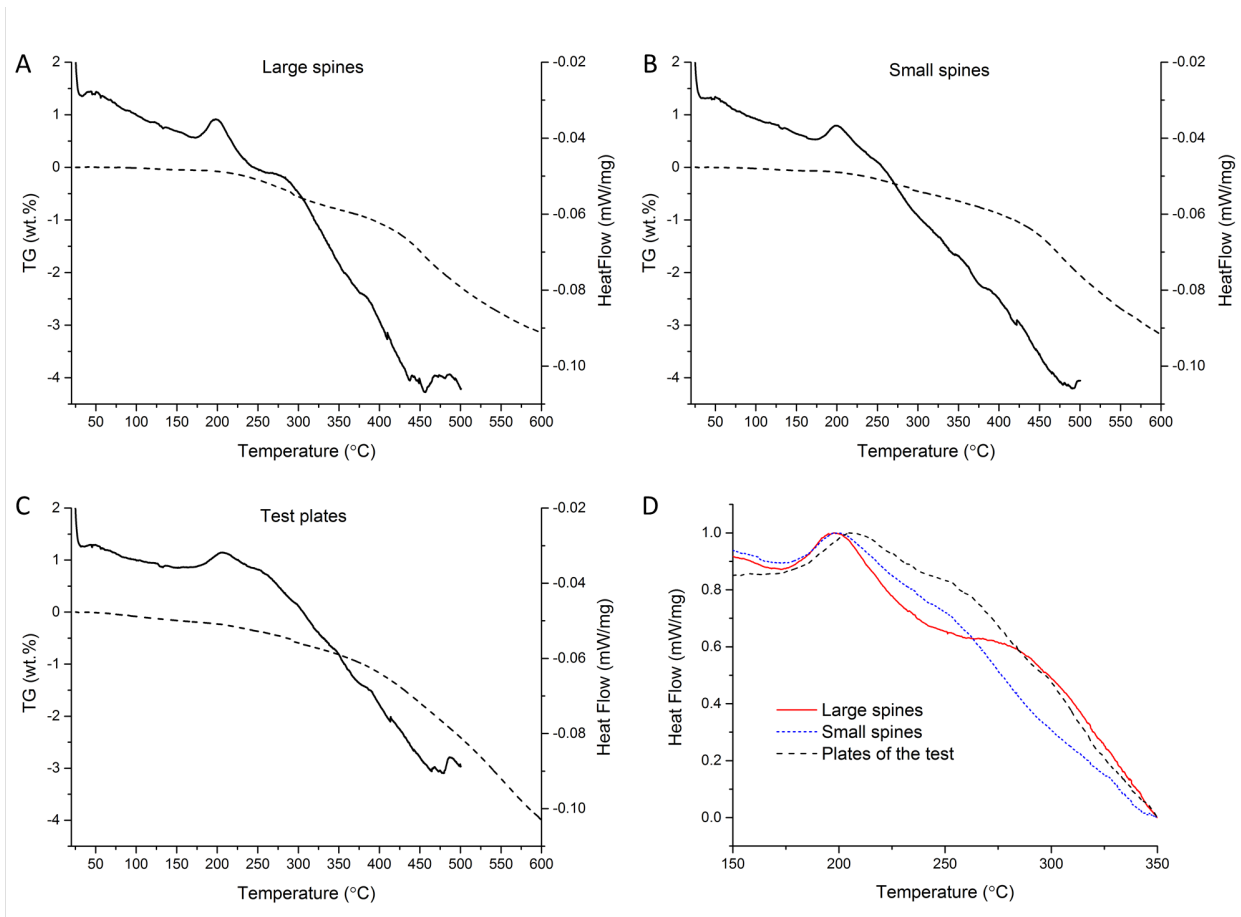 A
Large spines
2
1
0
-1
-2
-3
-4
TG (wt.%)
-0.02
-0.04
-0.06
-0.08
-0.10
HeatFlow (mW/mg)
50 100 150 200 250 300 350 400 450 500 550 600
Temperature (°C)
B
Small spines
2
1
0
-1
-2
-3
-4
TG (wt.%)
-0.02
-0.04
-0.06
-0.08
-0.10
HeatFlow (mW/mg)
50 100 150 200 250 300 350 400 450 500 550 600
Temperature (°C)
C
Test plates
2
1
0
-1
-2
-3
-4
TG (wt.%)
-0.02
-0.04
-0.06
-0.08
-0.10
Heat Flow (mW/mg)
50 100 150 200 250 300 350 400 450 500 550 600
Temperature (°C)
D
1.0
0.8
0.6
0.4
0.2
0.0
Heat Flow (mW/mg)
Large spines
Small spines
Plates of the test
150 200 250 300 350
Temperature (°C)